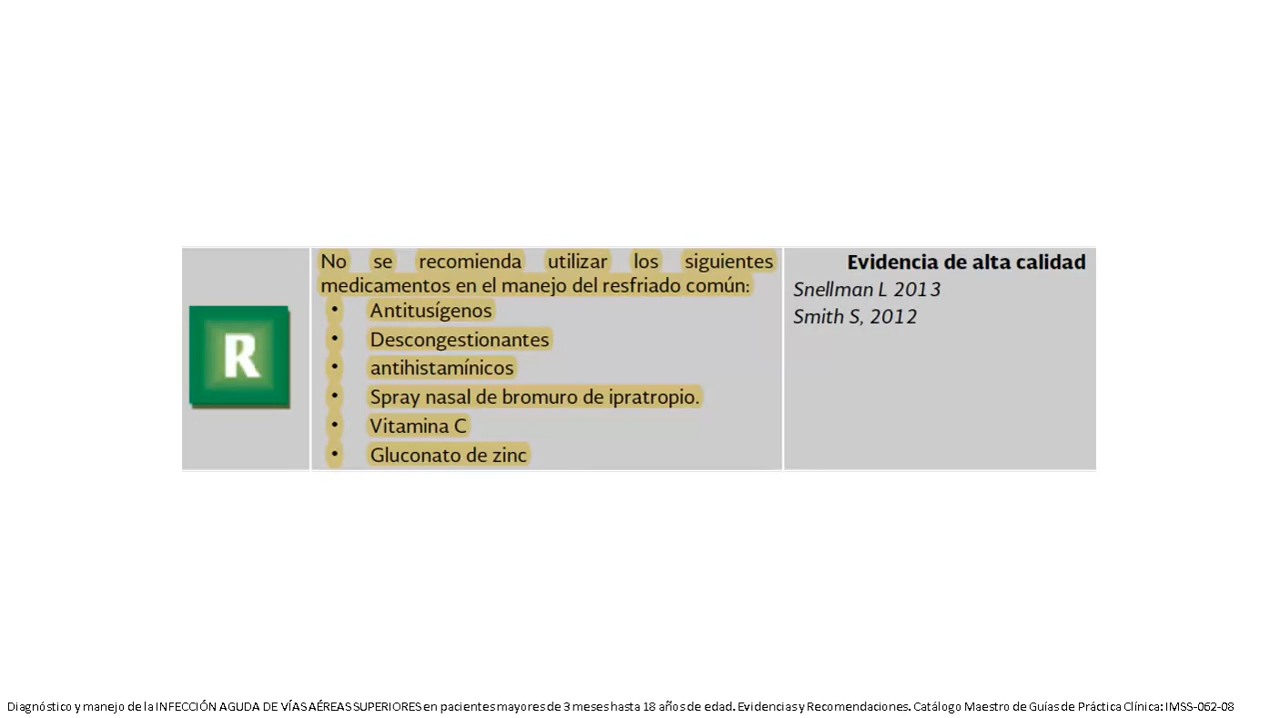 No se recomienda utilizar los siguientes
medicamentos en el manejo del resfriado común:
• Antitusígenos
• Descongestionantes
• antihistamínicos
• Spray nasal de bromuro de ipratropio.
• Vitamina C
• Gluconato de zinc
R
Evidencia de alta calidad
Snellman L 2013
Smith S, 2012
Diagnóstico y manejo de la INFECCIÓN AGUDA DE VÍAS AÉREAS SUPERIORES en pacientes mayores de 3 meses hasta 18 años de edad. Evidencias y Recomendaciones. Catálogo Maestro de Guías de Práctica Clínica: IMSS-062-08